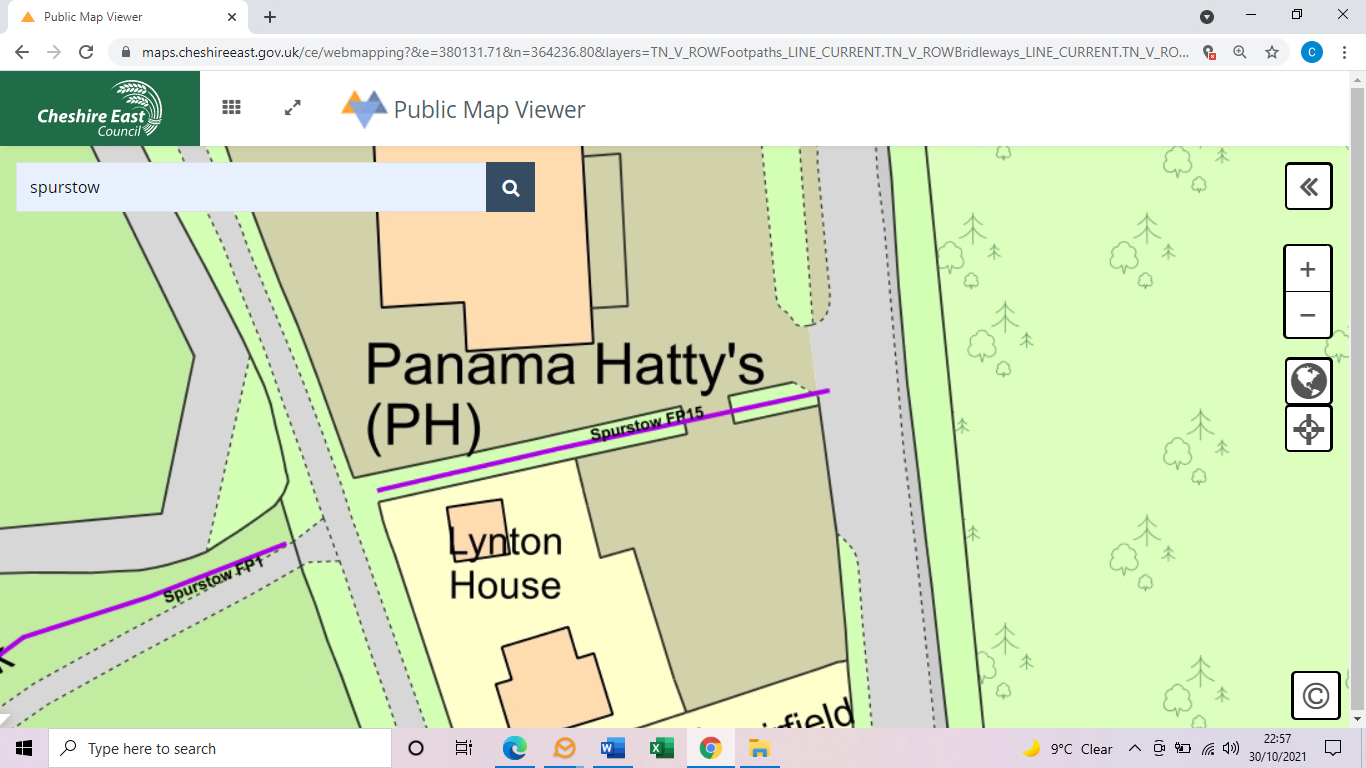 Public Map Viewer
maps.cheshireeast.gov.uk/ce/webmapping?&e=380131.71&n=364236.80&layers=TN_V_ROWFootpaths_LINE_CURRENT.TN_V_ROWBridleways_LINE_CURRENT.TN_V_RO...
C
Cheshire East
Council
Public Map Viewer
spurstow
Panama Hatty's
(PH)
Spurstow FP15
Lynton
House
Spurstow FP1
©
Type here to search
9°C Clear
22:57
30/10/2021